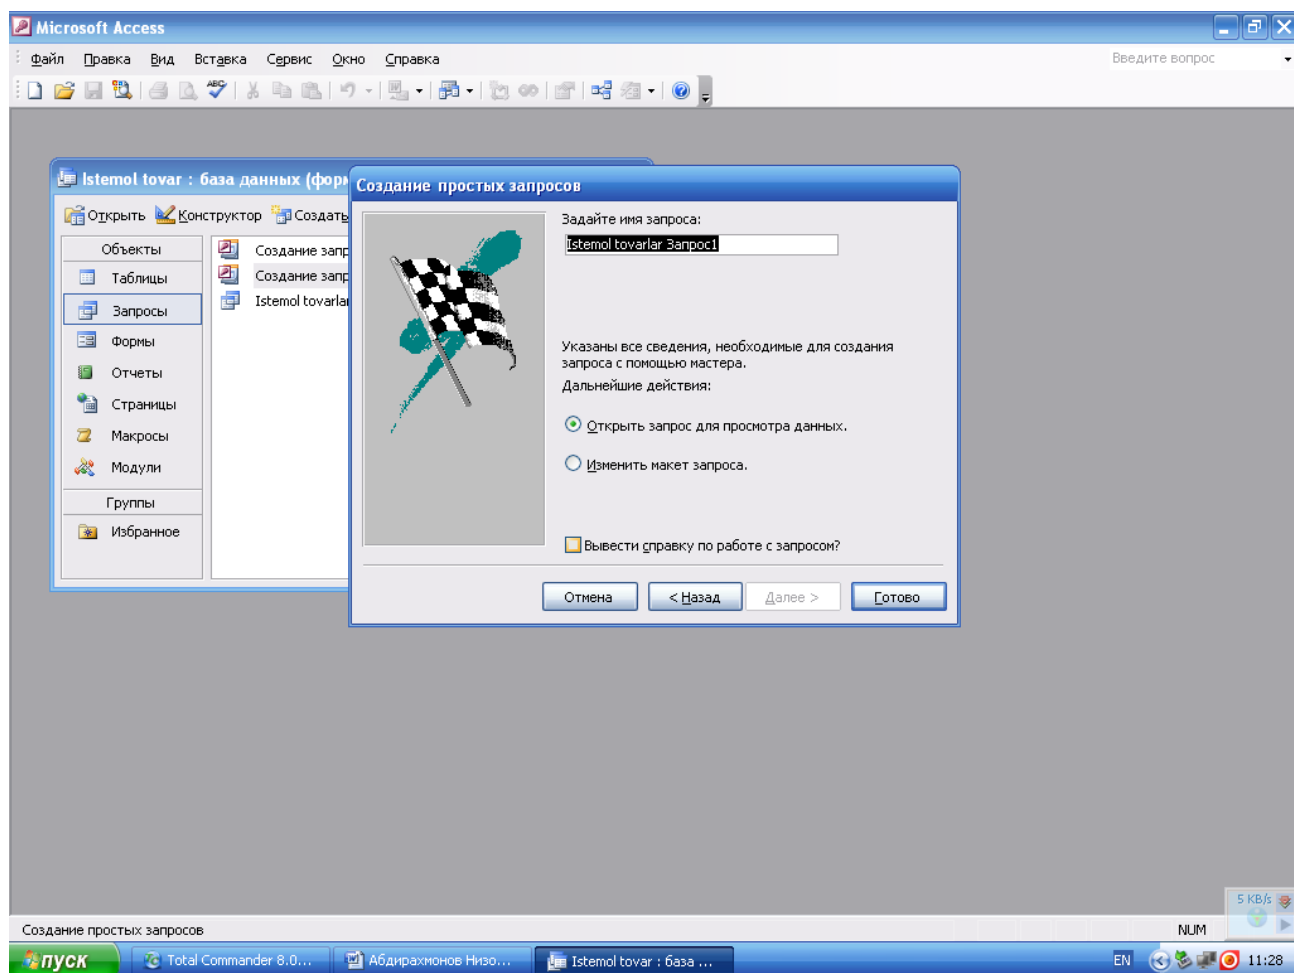 Microsoft Access
Файл Правка Вид Вставка Сервис Окно Справка
Введите вопрос
Istemol tovar : база данных (фор
Открыть Конструктор Создать
Объекты
Таблицы
Запросы
Формы
Отчеты
Страницы
Макросы
Модули
Группы
Избранное
Создание запр
Создание запр
Istemol tovarlar
Создание простых запросов
Задайте имя запроса:
Istemol tovarlar Запрос1
Указаны все сведения, необходимые для создания
запроса с помощью мастера.
Дальнейшие действия:
Открыть запрос для просмотра данных.
Изменить макет запроса.
Вывести справку по работе с запросом?
Отмена < Назад Далее > Готово
5 KB/s
Создание простых запросов
NUM
пуск Total Commander 8.0... Абдирахмонов Низо... Istemol tovar : база ... EN 11:28